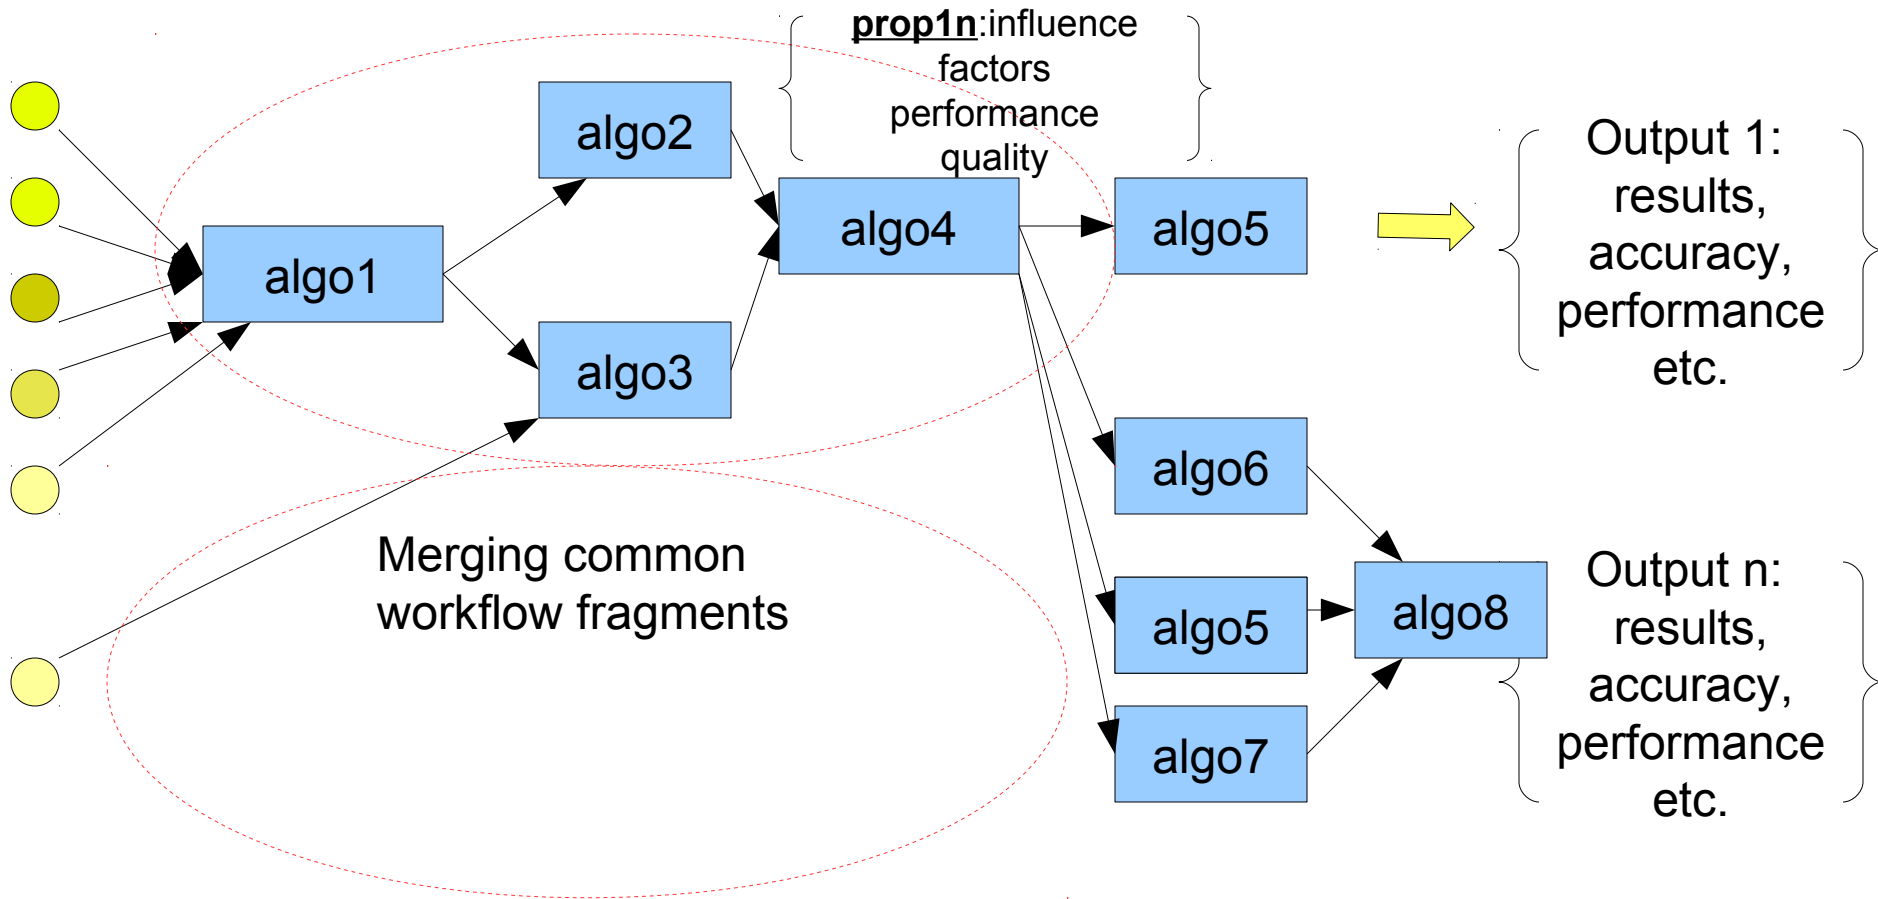 prop1n:influence
factors
performance
quality
algo2
algo4
algo5
algo1
algo3
Output 1:
results,
accuracy,
performance
etc.
algo6
Merging common
workflow fragments
algo5
algo8
algo7
Output n:
results,
accuracy,
performance
etc.